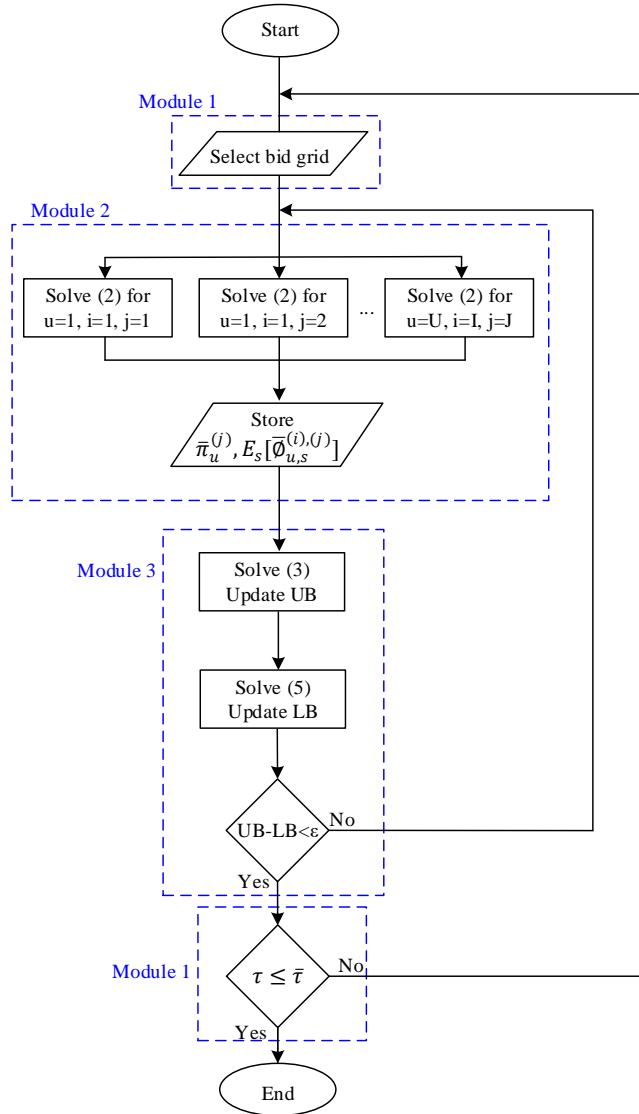 Start
Module 1
Select bid grid
Module 2
Solve (2) for
u=1, i=1, j=1
Solve (2) for
u=1, i=1, j=2
...
Solve (2) for
u=U, i=I, j=J
Store
π̄_u^(j), E_s[∅̄_{u,s}^{(i),(j)}]
Module 3
Solve (3)
Update UB
Solve (5)
Update LB
UB-LB<ε
No
Yes
Module 1
τ ≤ τ̄
No
Yes
End